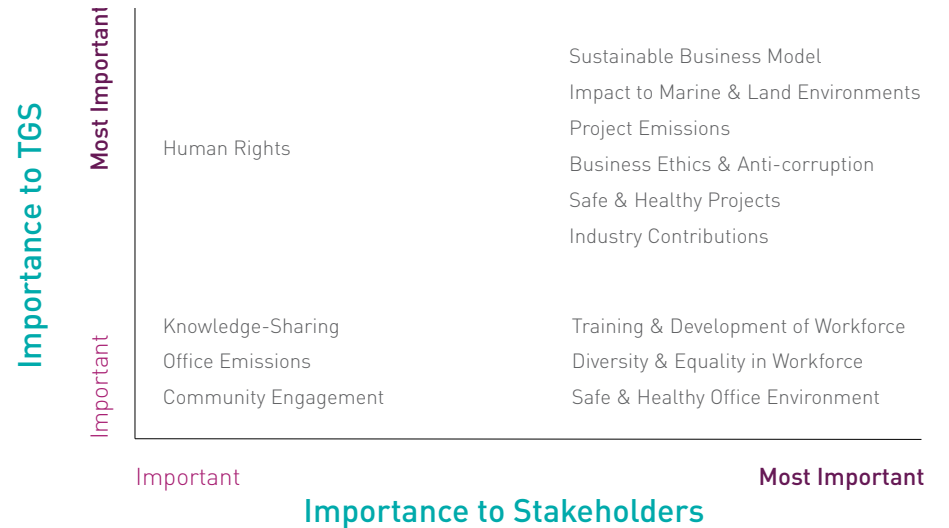 Importance to TGS
Most Important
Important
Human Rights
Sustainable Business Model
Impact to Marine & Land Environments
Project Emissions
Business Ethics & Anti-corruption
Safe & Healthy Projects
Industry Contributions
Knowledge-Sharing
Office Emissions
Community Engagement
Training & Development of Workforce
Diversity & Equality in Workforce
Safe & Healthy Office Environment
Important
Most Important
Importance to Stakeholders